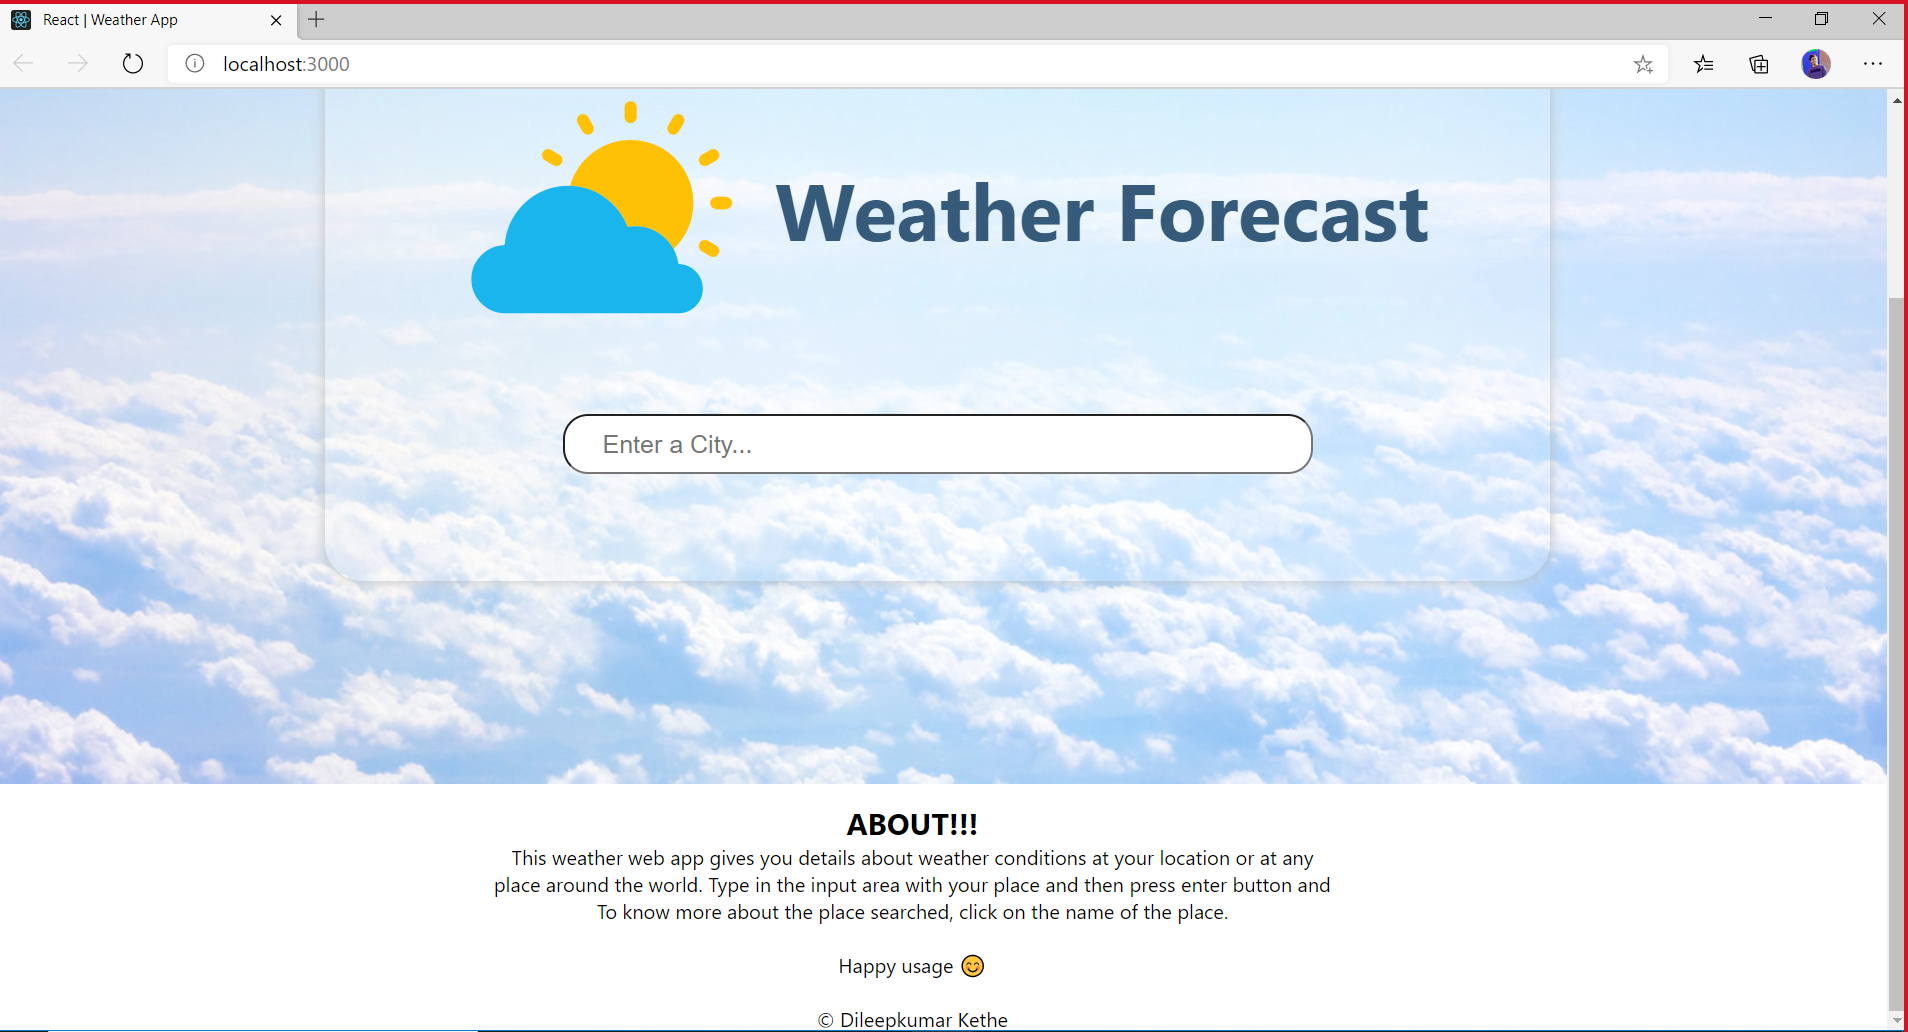 React | Weather App
localhost:3000
Weather Forecast
Enter a City...
ABOUT!!!
This weather web app gives you details about weather conditions at your location or at any
place around the world. Type in the input area with your place and then press enter button and
To know more about the place searched, click on the name of the place.
Happy usage 😊
© Dileepkumar Kethe